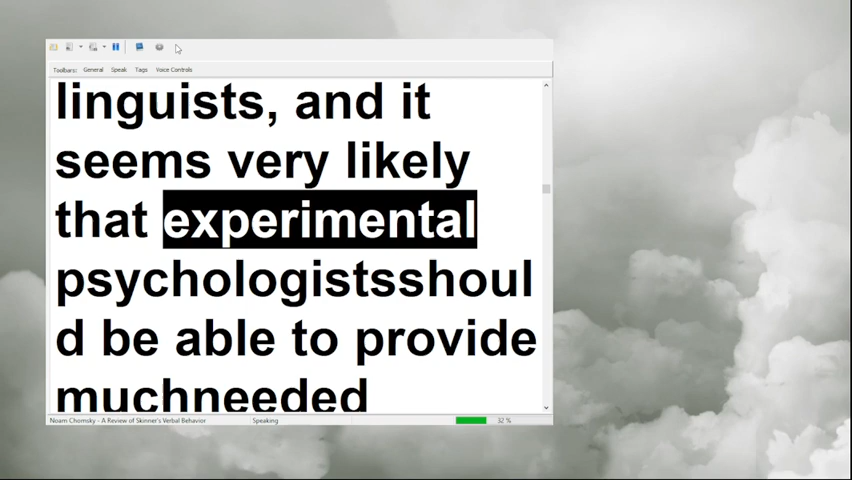 Toolbars: General Speak Tags Voice Controls
linguists, and it
seems very likely
that experimental
psychologistsshoul
d be able to provide
muchneeded
Noam Chomsky - A Review of Skinner's Verbal Behavior Speaking 32 %